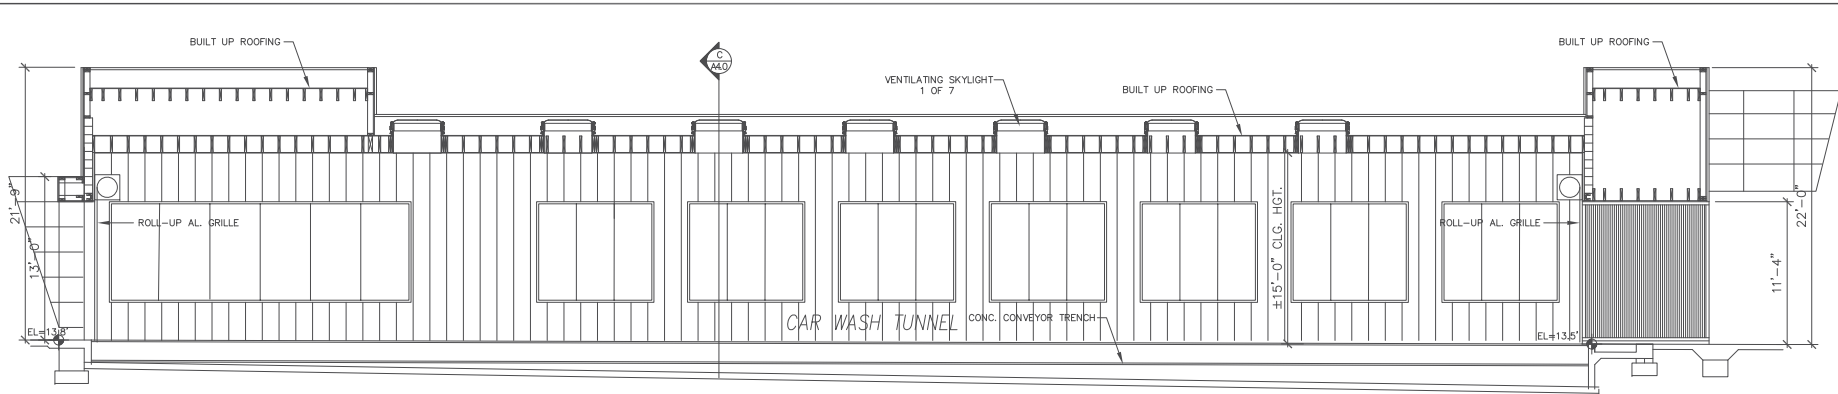 BUILT UP ROOFING
C
A4.0
VENTILATING SKYLIGHT
1 OF 7
BUILT UP ROOFING
BUILT UP ROOFING
21'-9"
13'-0"
ROLL-UP AL. GRILLE
±15'-0" CLG. HGT.
ROLL-UP AL. GRILLE
22'-0"
11'-4"
EL=13.8'
CAR WASH TUNNEL
CONC. CONVEYOR TRENCH
EL=13.5'